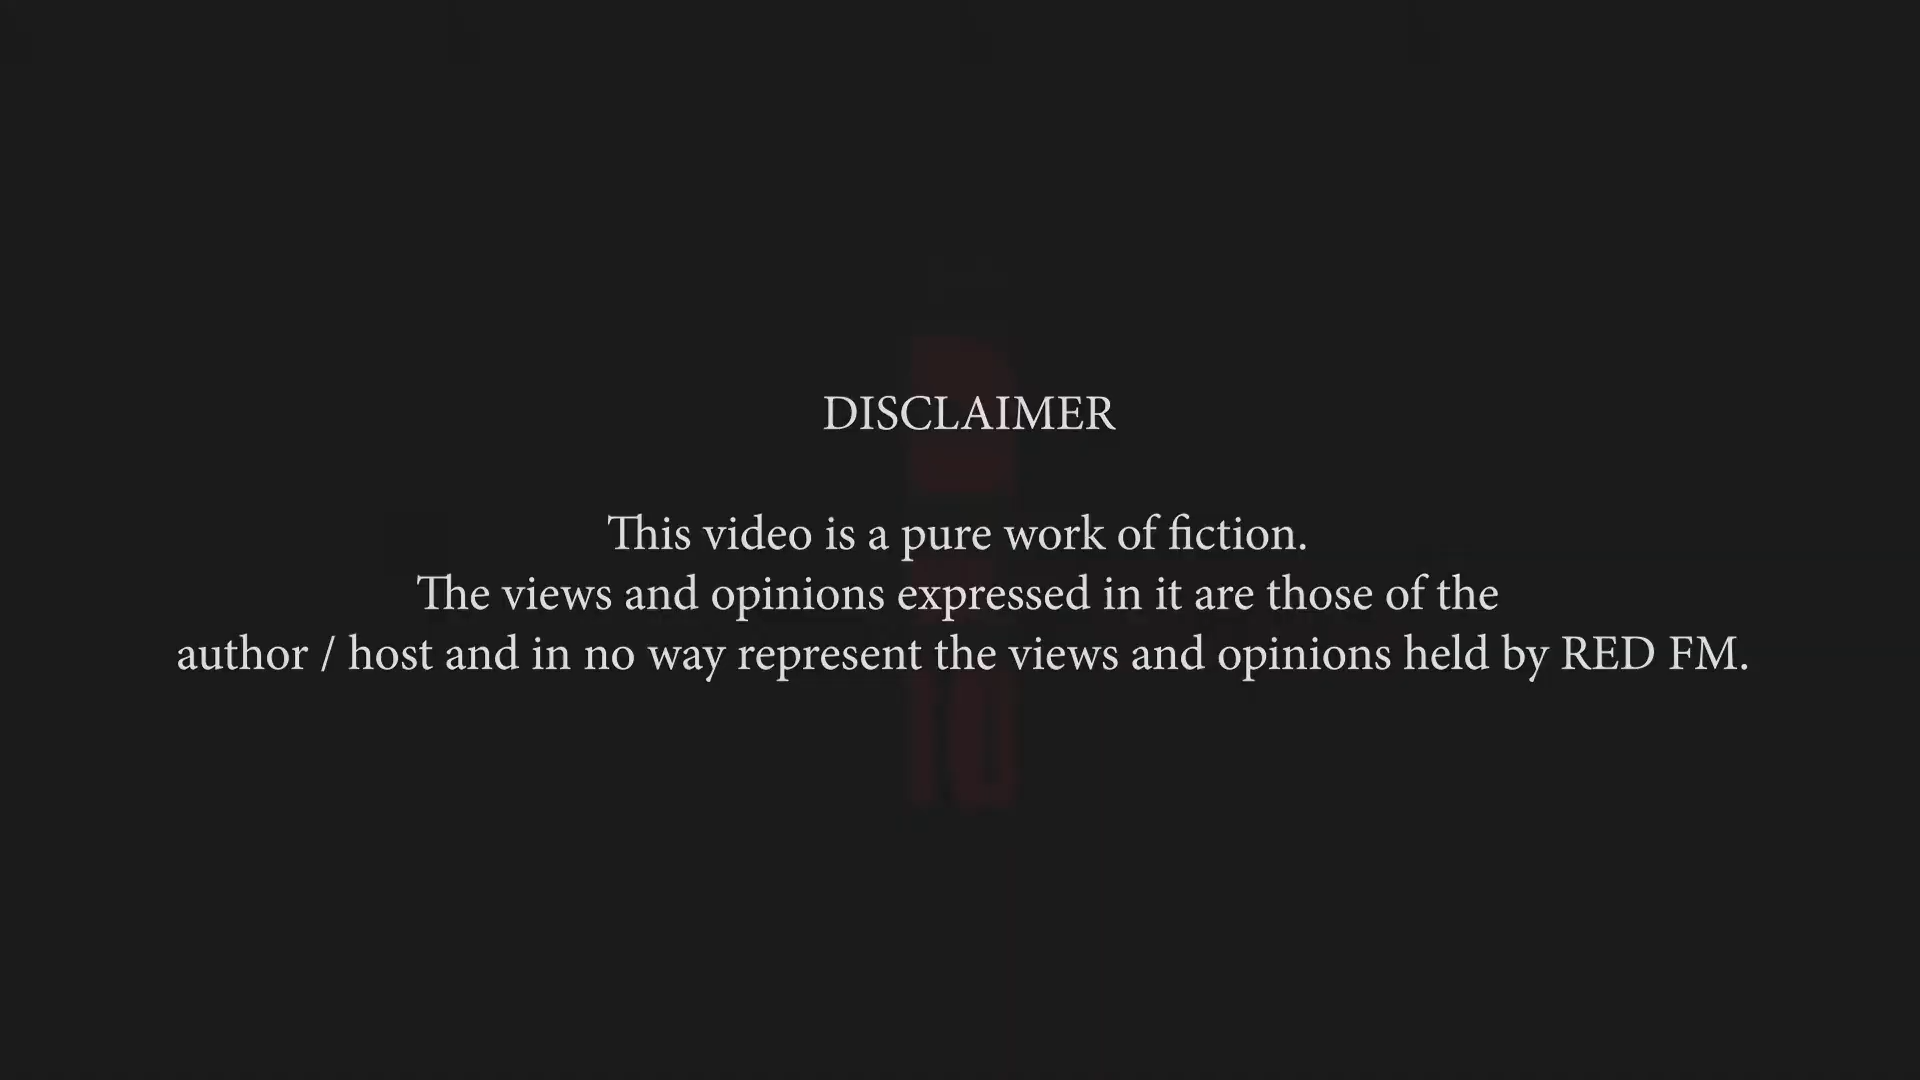 DISCLAIMER
This video is a pure work of fiction.
The views and opinions expressed in it are those of the
author / host and in no way represent the views and opinions held by RED FM.